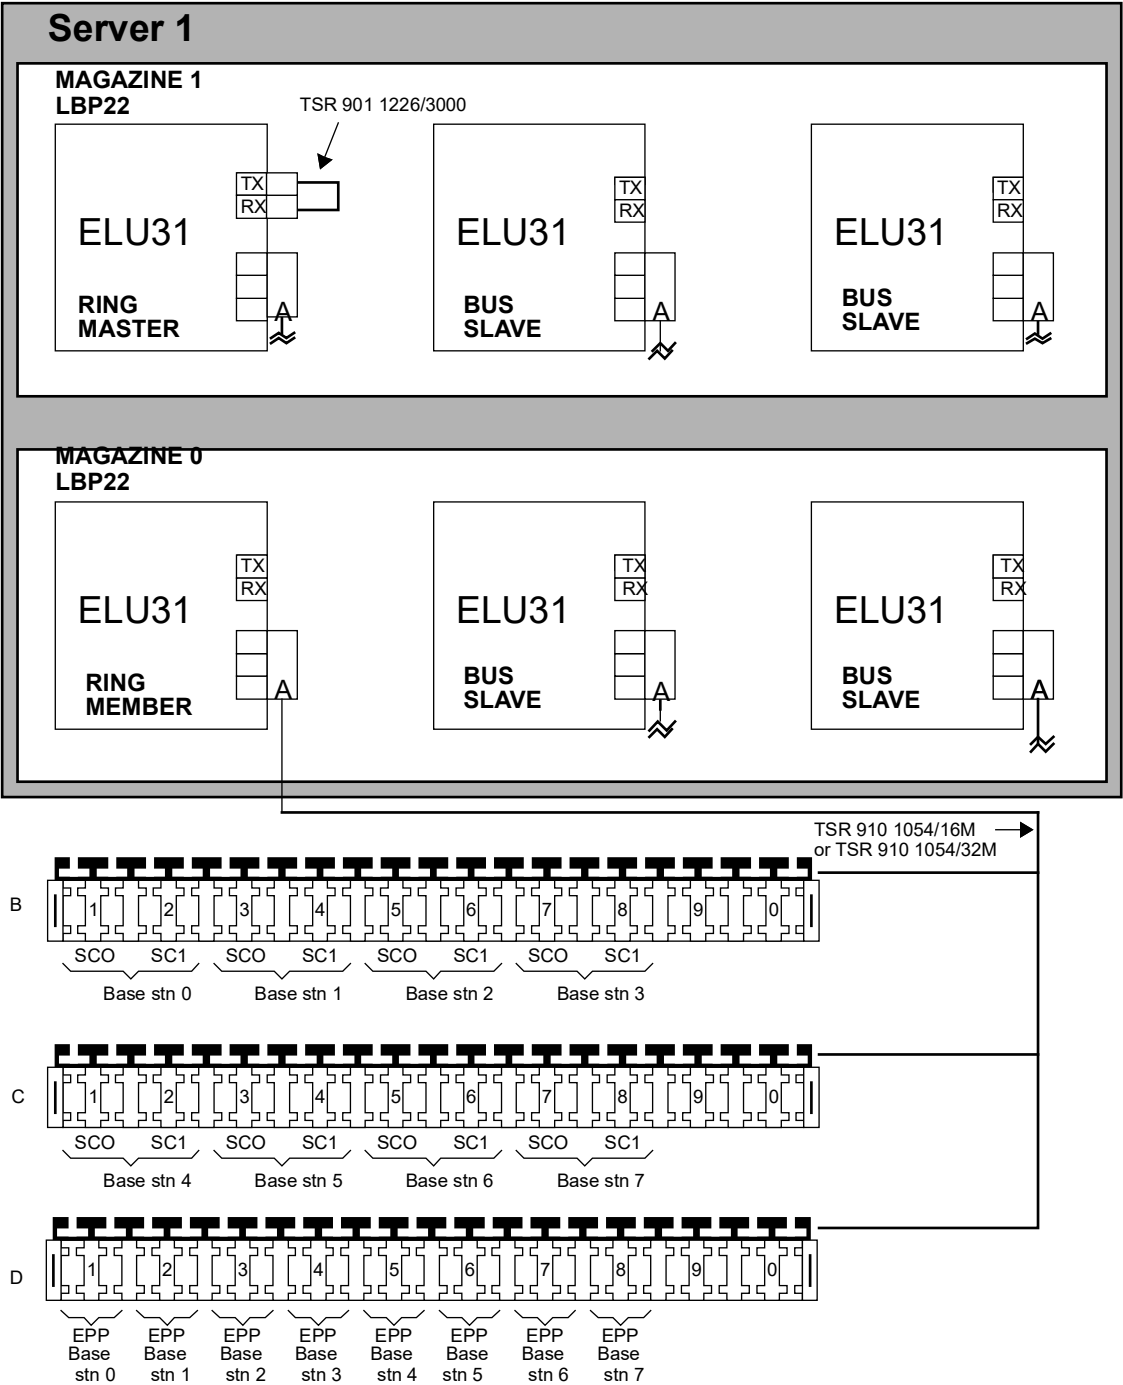 Server 1
MAGAZINE 1
LBP22
TSR 901 1226/3000
TX
RX
ELU31
RING
MASTER
A
TX
RX
ELU31
BUS
SLAVE
A
TX
RX
ELU31
BUS
SLAVE
A
MAGAZINE 0
LBP22
TX
RX
ELU31
RING
MEMBER
A
TX
RX
ELU31
BUS
SLAVE
A
TX
RX
ELU31
BUS
SLAVE
A
TSR 910 1054/16M
or TSR 910 1054/32M
B
1 2 3 4 5 6 7 8 9 0
SCO SC1 SCO SC1 SCO SC1 SCO SC1
Base stn 0 Base stn 1 Base stn 2 Base stn 3
C
1 2 3 4 5 6 7 8 9 0
SCO SC1 SCO SC1 SCO SC1 SCO SC1
Base stn 4 Base stn 5 Base stn 6 Base stn 7
D
1 2 3 4 5 6 7 8 9 0
EPP EPP EPP EPP EPP EPP EPP EPP
Base Base Base Base Base Base Base Base
stn 0 stn 1 stn 2 stn 3 stn 4 stn 5 stn 6 stn 7